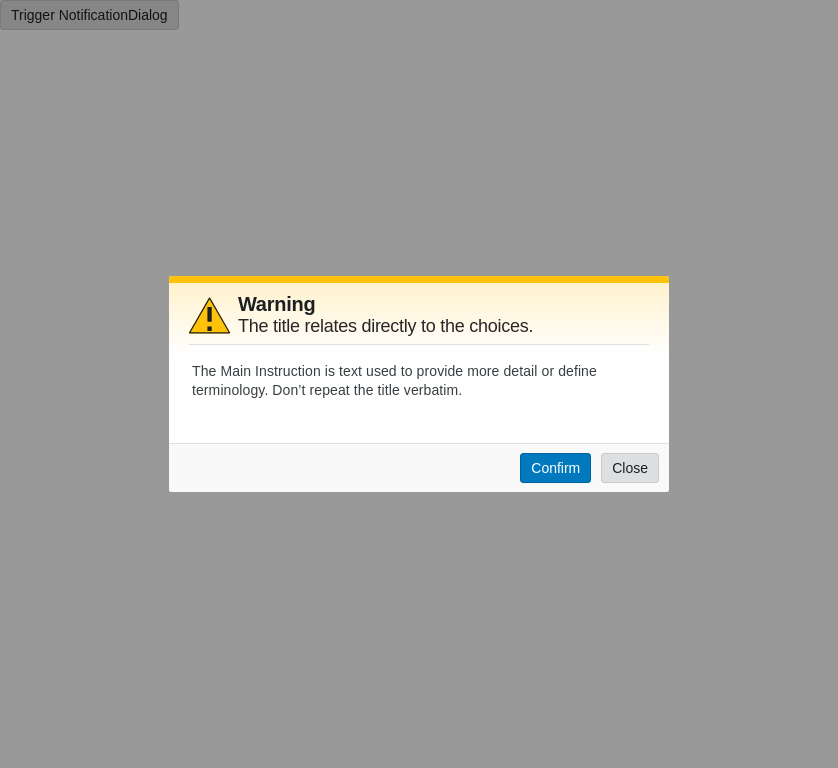 Trigger NotificationDialog
Warning
The title relates directly to the choices.
The Main Instruction is text used to provide more detail or define
terminology. Don’t repeat the title verbatim.
Confirm Close